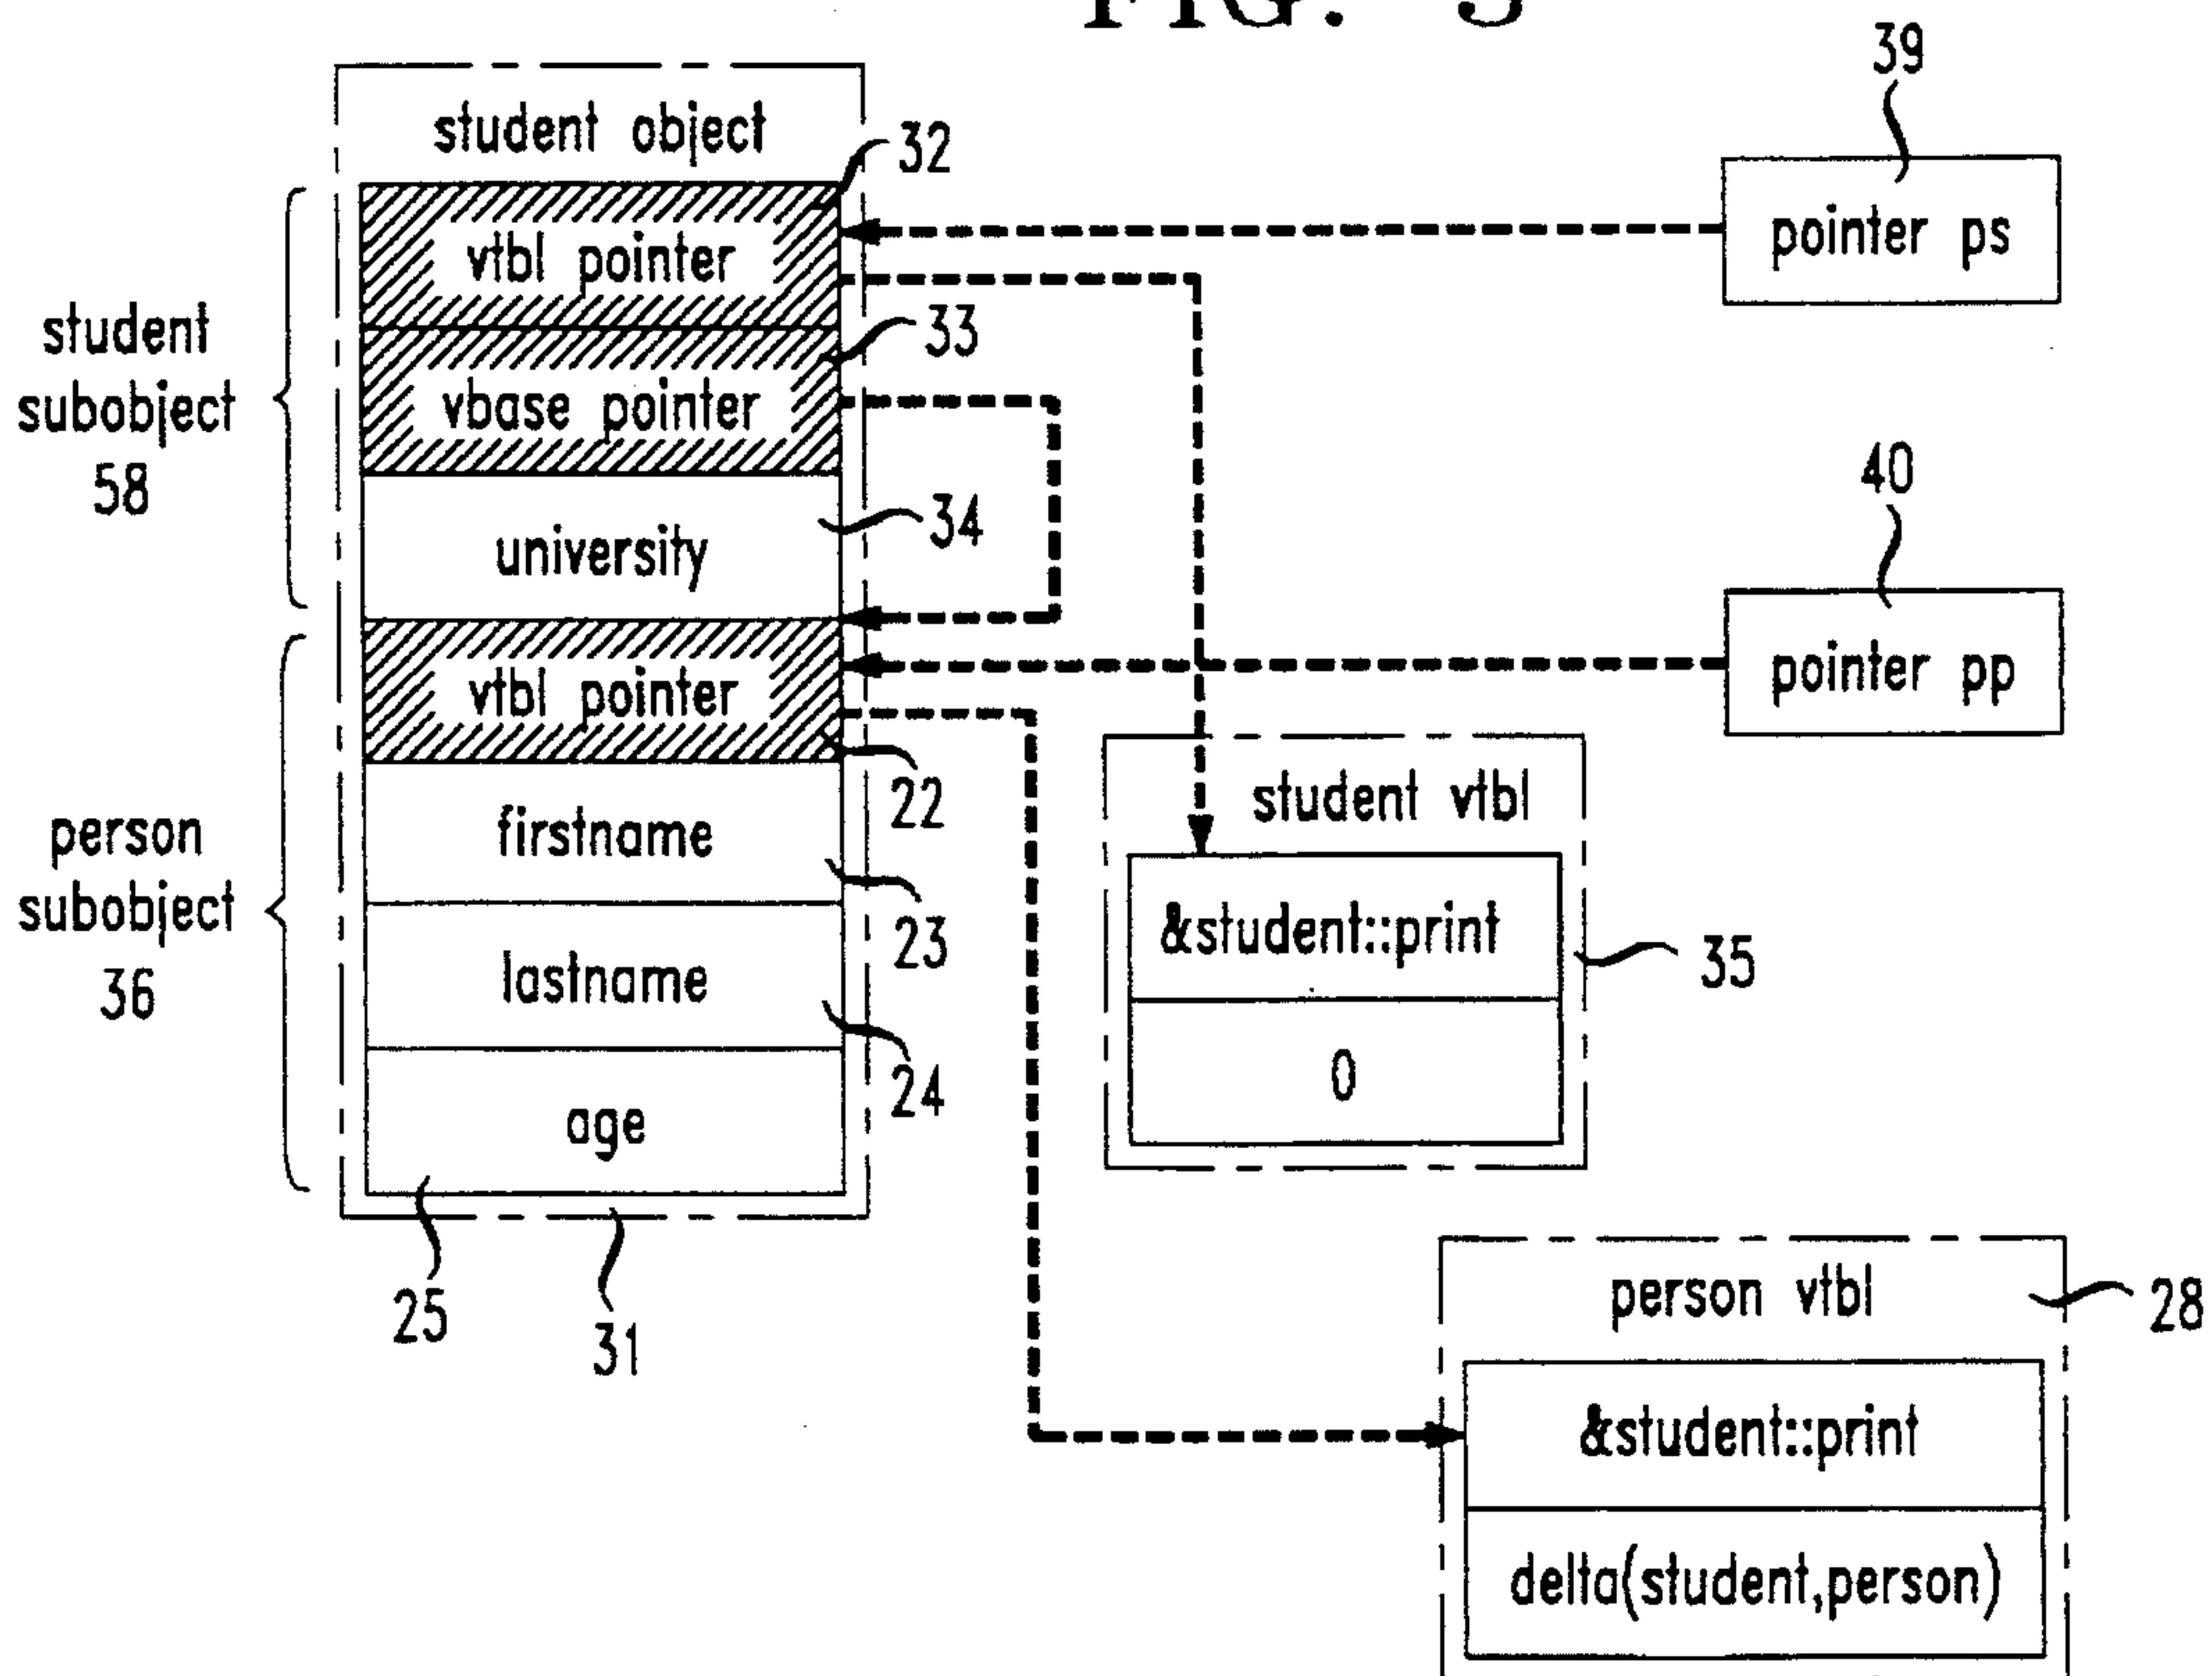 FIG. 3
39
student object
32
pointer ps
vtbl pointer
33
student
subobject
58
vbase pointer
40
34
university
pointer pp
vtbl pointer
22
student vtbl
person
subobject
36
firstname
23
&student::print
35
lastname
24
0
age
25
31
person vtbl
28
&student::print
delta(student,person)